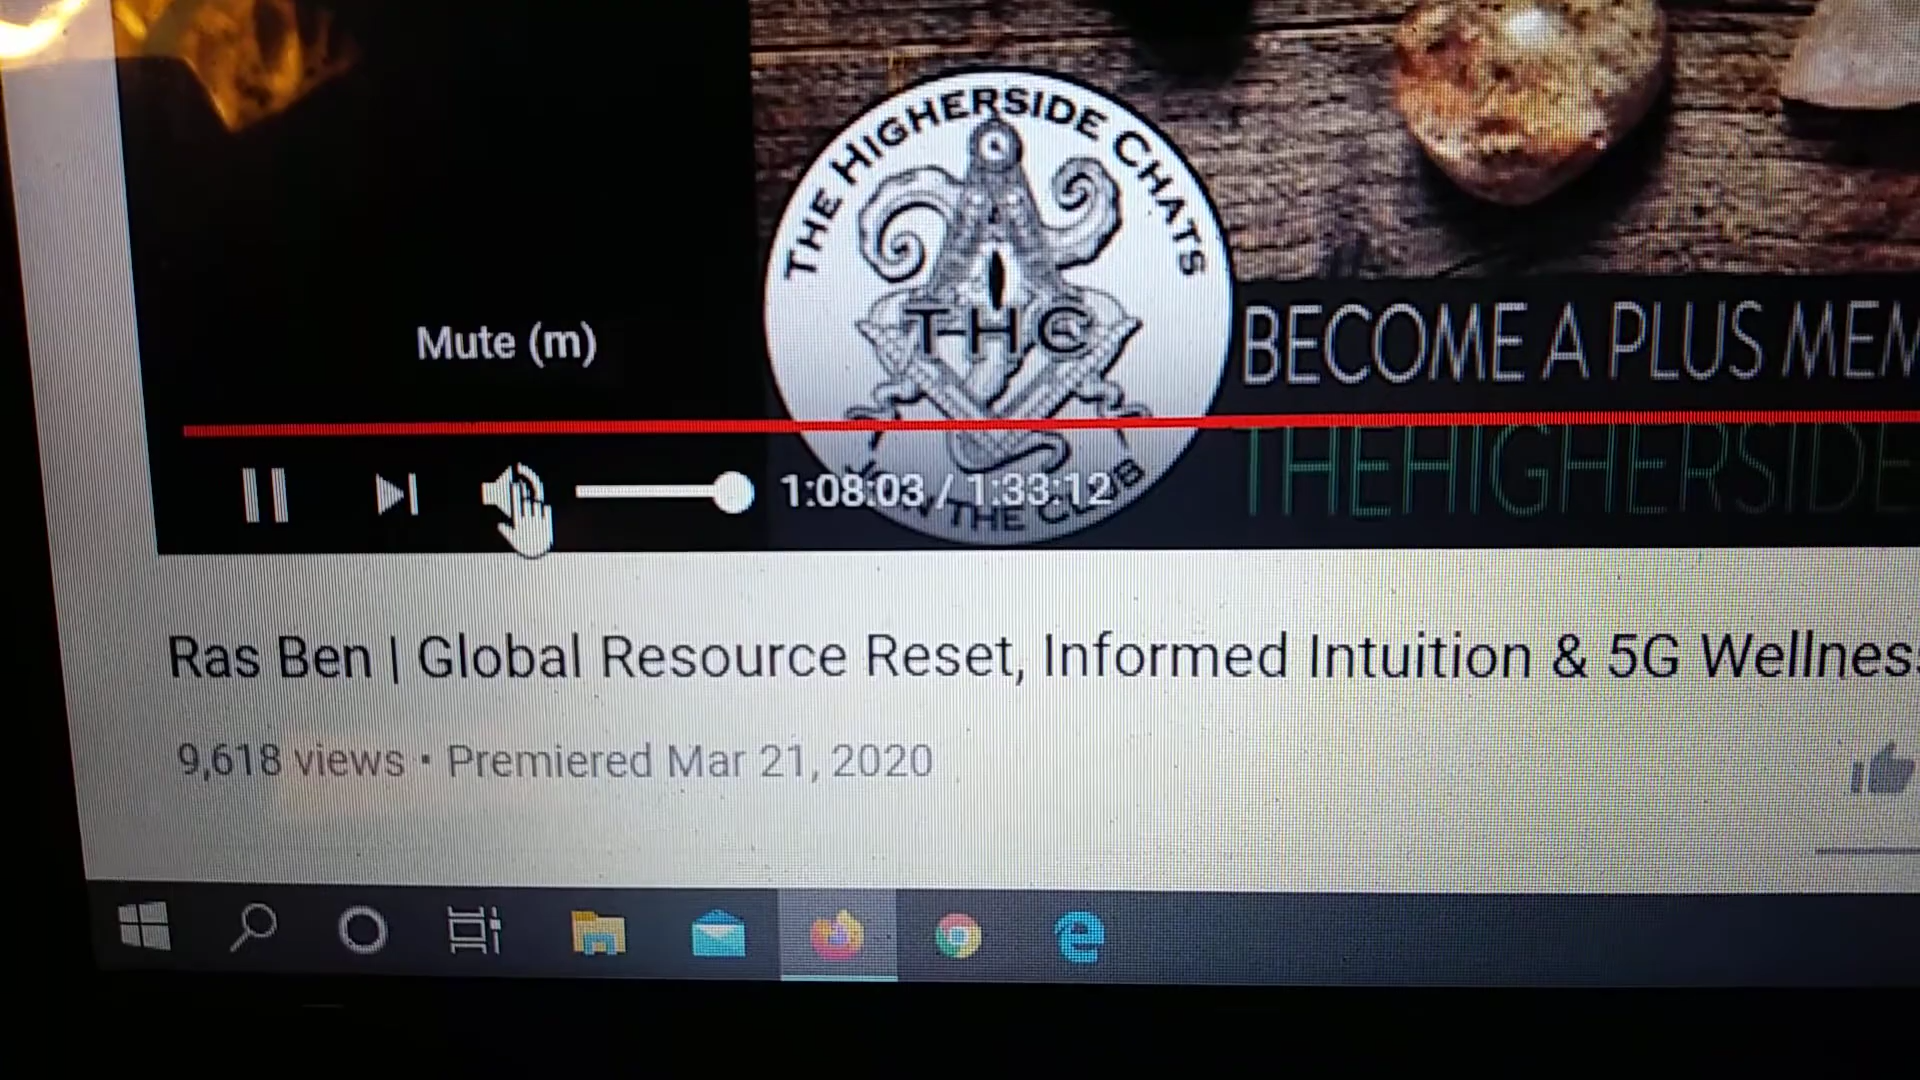 THE HIGHERSIDE CHATS
THC
BECOME A PLUS MEM
Mute (m)
THEHIGHERSIDE
1:08:03 / 1:33:12
THE CLUB
Ras Ben | Global Resource Reset, Informed Intuition & 5G Wellness
9,618 views • Premiered Mar 21, 2020